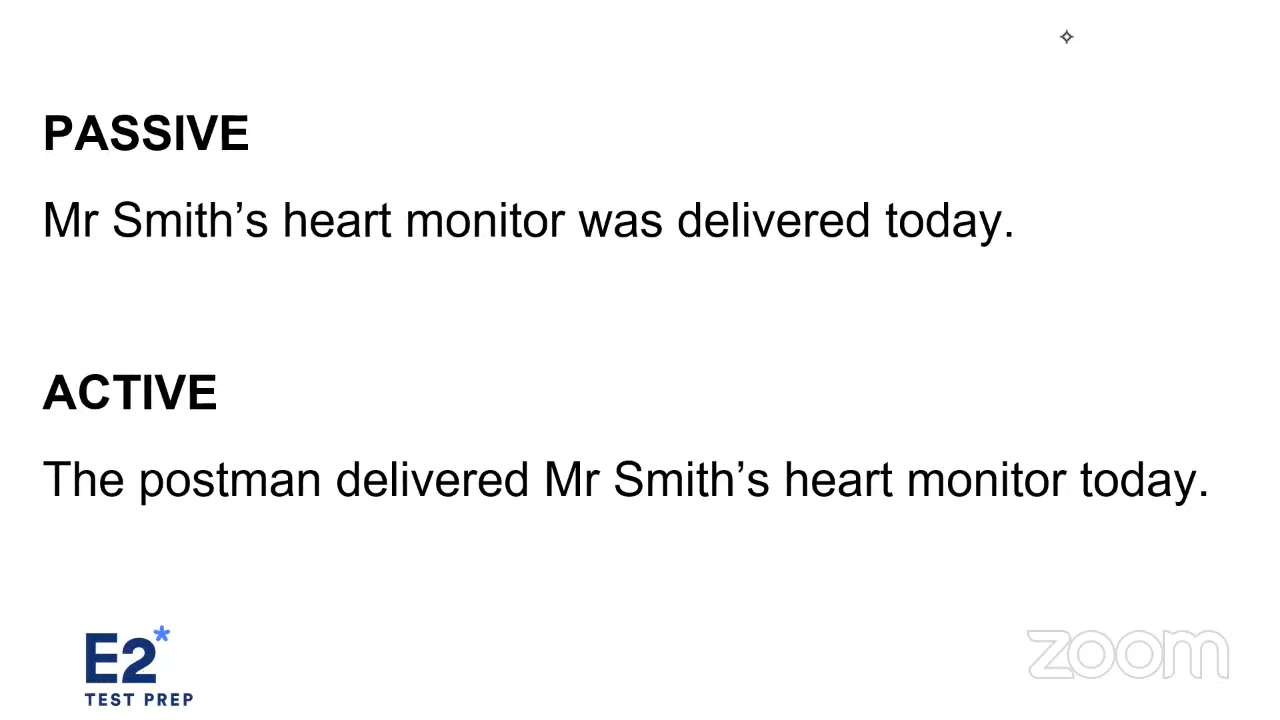 PASSIVE
Mr Smith’s heart monitor was delivered today.
ACTIVE
The postman delivered Mr Smith’s heart monitor today.
E2*
TEST PREP
zoom